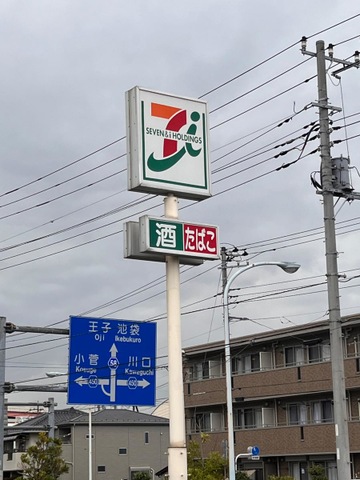 7
SEVEN & i HOLDINGS
酒 たばこ
王子 池袋
Oji Ikebukuro
小菅 川口
Kosuge Kawaguchi
58